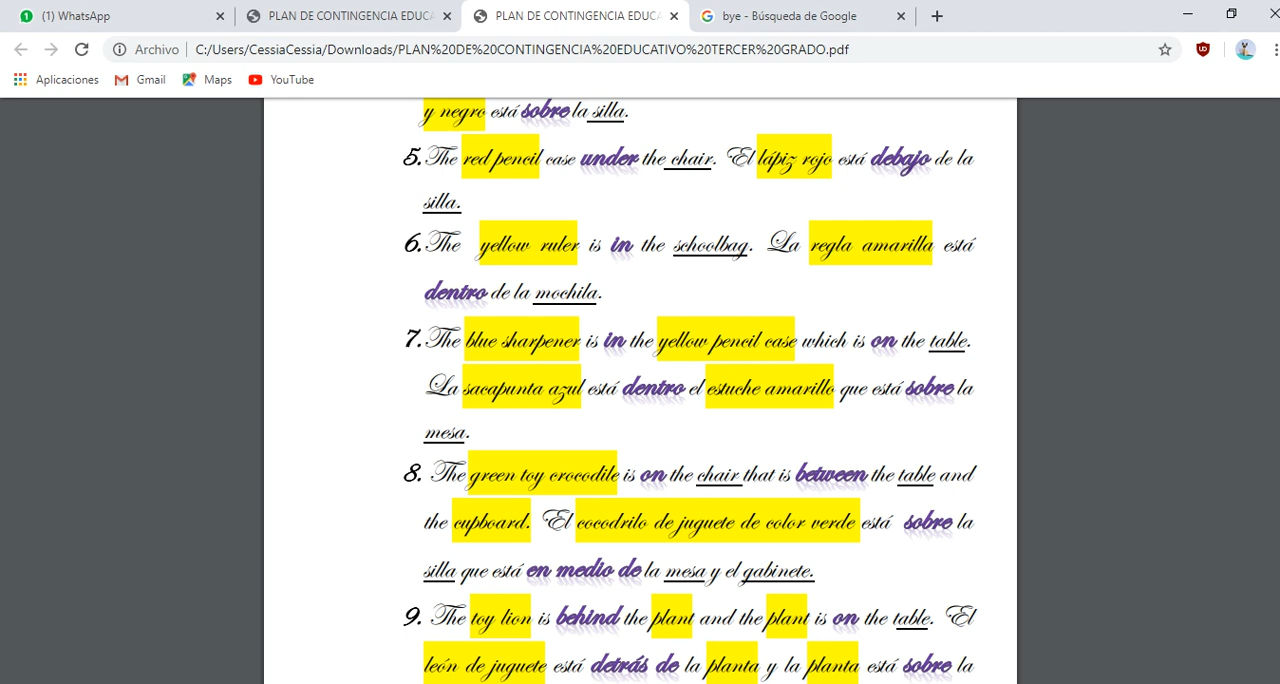 (1) WhatsApp
PLAN DE CONTINGENCIA EDUCA
PLAN DE CONTINGENCIA EDUCA
bye - Búsqueda de Google
Archivo C:/Users/CessiaCessia/Downloads/PLAN%20DE%20CONTINGENCIA%20EDUCATIVO%20TERCER%20GRADO.pdf
Aplicaciones Gmail Maps YouTube
y negro está sobre la silla.
5. The red pencil case under the chair. El lápiz rojo está debajo de la
silla.
6. The yellow ruler is in the schoolbag. La regla amarilla está
dentro de la mochila.
7. The blue sharpener is in the yellow pencil case which is on the table.
La sacapunta azul está dentro el estuche amarillo que está sobre la
mesa.
8. The green toy crocodile is on the chair that is between the table and
the cupboard. El cocodrilo de juguete de color verde está sobre la
silla que está en medio de la mesa y el gabinete.
9. The toy lion is behind the plant and the plant is on the table. El
león de juguete está detrás de la planta y la planta está sobre la